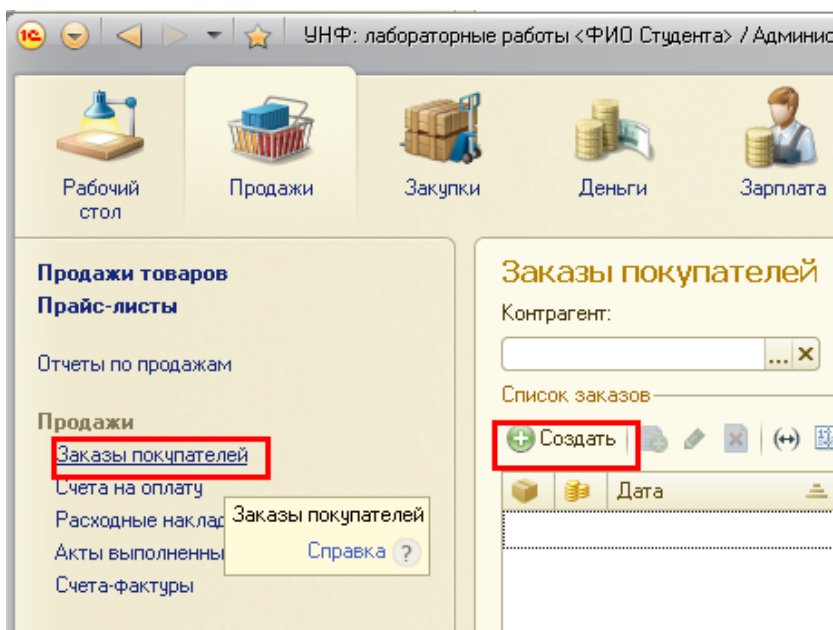 1С УНФ: лабораторные работы <ФИО Студента> / Админис
Рабочий стол
Продажи
Закупки
Деньги
Зарплата
Продажи товаров
Прайс-листы
Отчеты по продажам
Продажи
Заказы покупателей
Счета на оплату
Расходные наклад
Акты выполненны
Счета-фактуры
Заказы покупателей
Справка ?
Заказы покупателей
Контрагент:
... ×
Список заказов
Создать
Дата